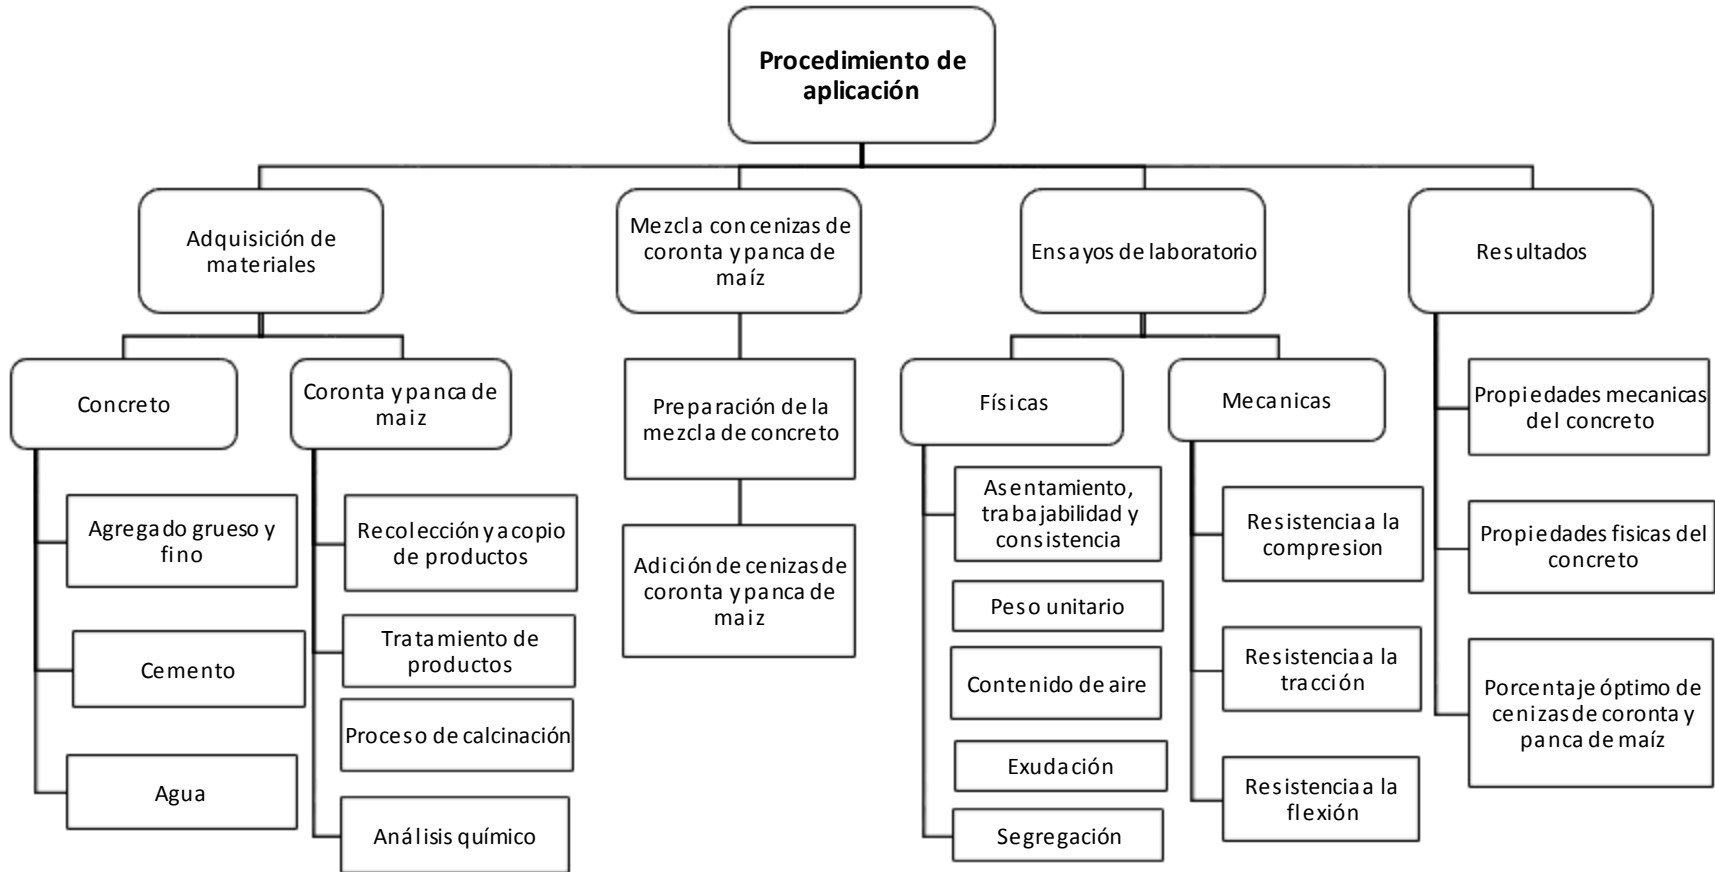 Procedimiento de
aplicación
Adquisición de
materiales
Mezcla con cenizas de
coronta y panca de
maíz
Ensayos de laboratorio
Resultados
Concreto
Coronta y panca de
maiz
Agregado grueso y
fino
Cemento
Agua
Recolección y acopio
de productos
Tratamiento de
productos
Proceso de calcinación
Análisis químico
Preparación de la
mezcla de concreto
Adición de cenizas de
coronta y panca de
maiz
Físicas
Mecanicas
Asentamiento,
trabajabilidad y
consistencia
Peso unitario
Contenido de aire
Exudación
Segregación
Resistencia a la
compresion
Resistencia a la
tracción
Resistencia a la
flexión
Propiedades mecanicas
del concreto
Propiedades fisicas del
concreto
Porcentaje óptimo de
cenizas de coronta y
panca de maíz